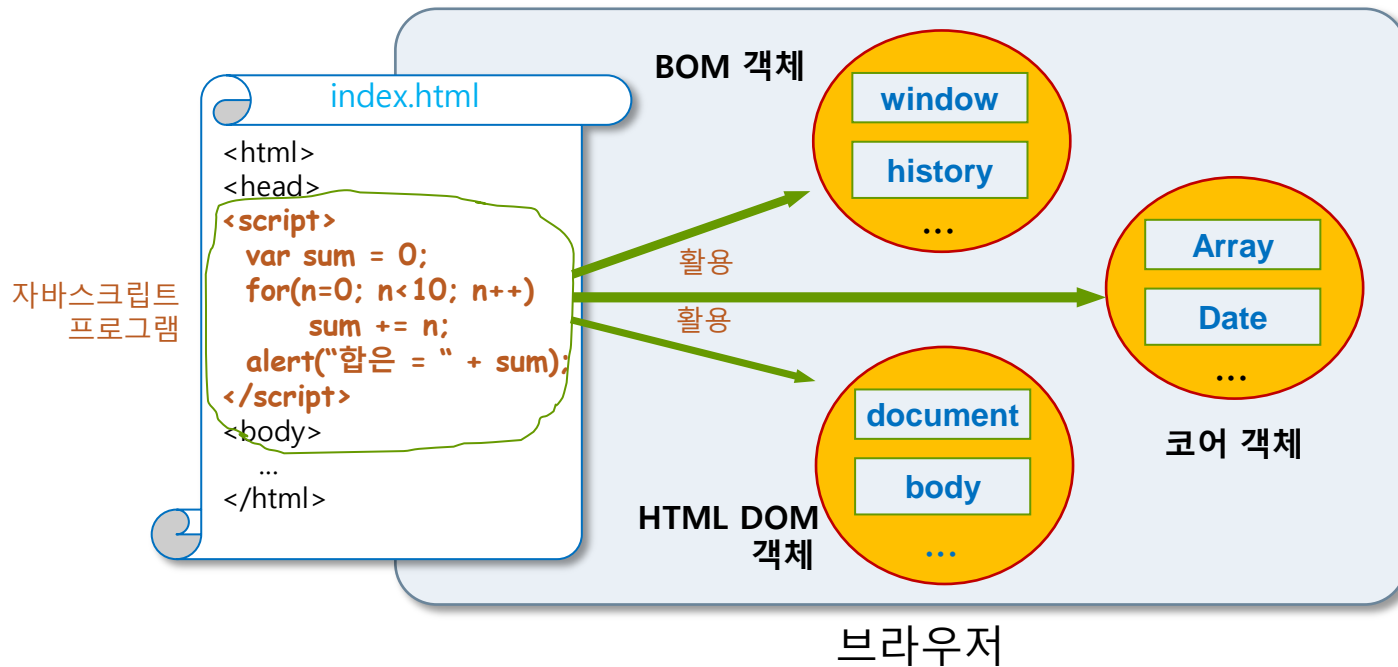 index.html
<html>
<head>
<script>
var sum = 0;
for(n=0; n<10; n++)
sum += n;
alert(“합은 = “ + sum);
</script>
<body>
...
</html>
자바스크립트
프로그램
BOM 객체
window
history
...
활용
활용
Array
Date
...
코어 객체
document
body
...
HTML DOM
객체
브라우저